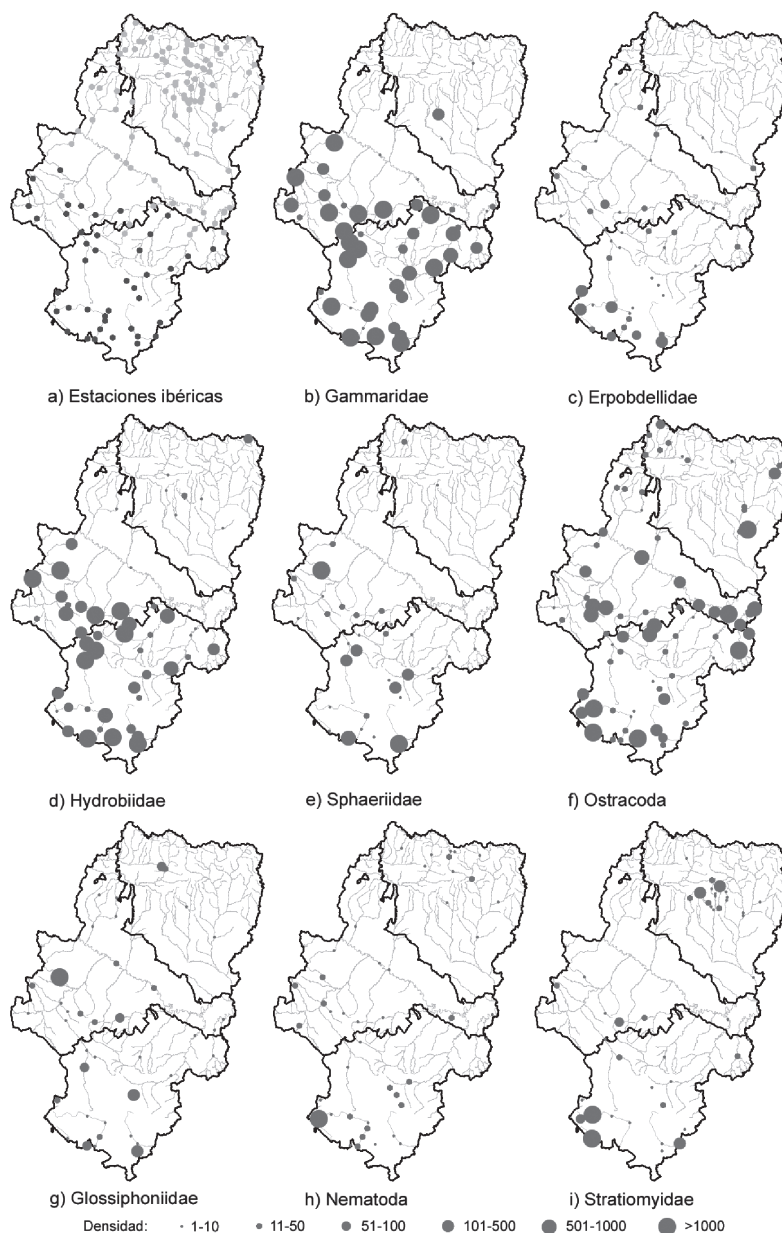 a) Estaciones ibéricas
b) Gammaridae
c) Erpobdellidae
d) Hydrobiidae
e) Sphaeriidae
f) Ostracoda
g) Glossiphoniidae
h) Nematoda
i) Stratiomyidae
Densidad: 1-10 11-50 51-100 101-500 501-1000 >1000